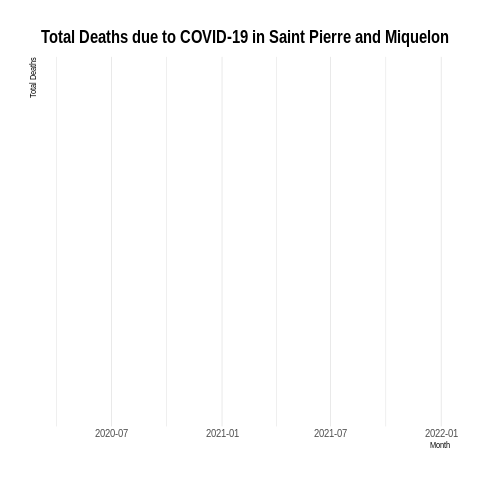 Total Deaths due to COVID-19 in Saint Pierre and Miquelon
Total Deaths
2020-07 2021-01 2021-07 2022-01
Month